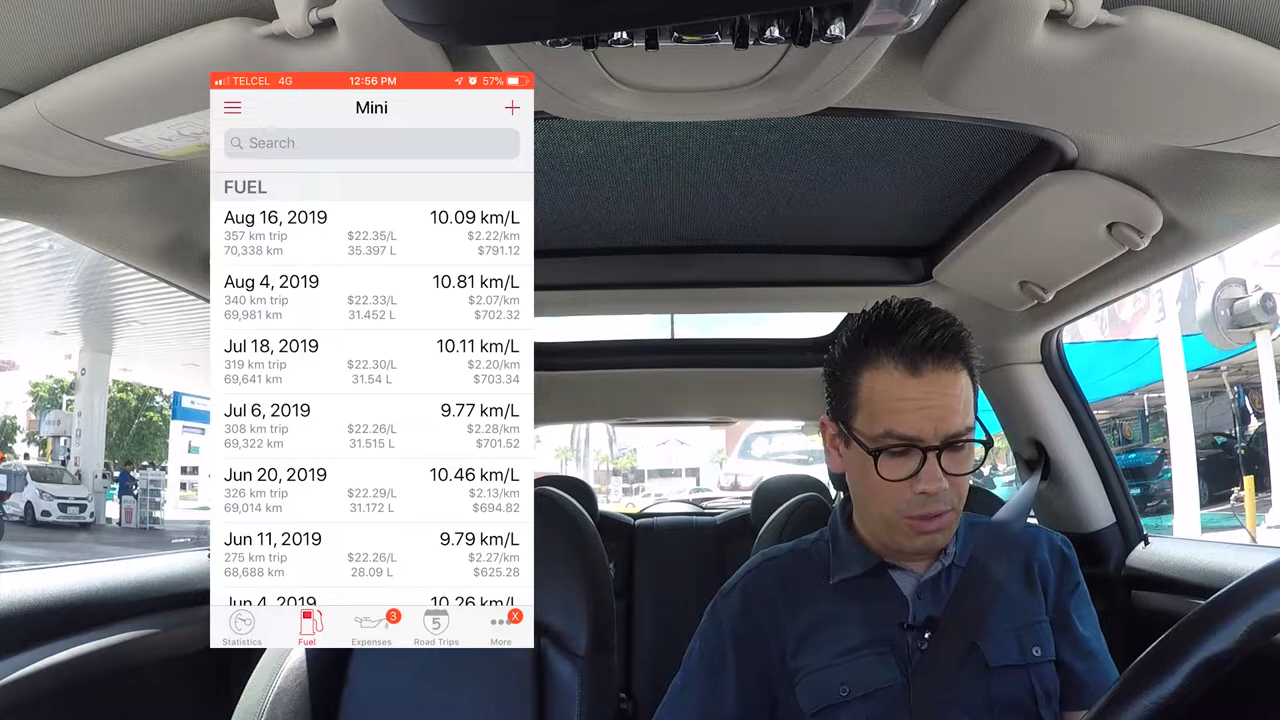 TELCEL 4G 12:56 PM 57%
Mini
Search
FUEL
Aug 16, 2019 10.09 km/L
357 km trip $22.35/L $2.22/km
70,338 km 35.397 L $791.12
Aug 4, 2019 10.81 km/L
340 km trip $22.33/L $2.07/km
69,981 km 31.452 L $702.32
Jul 18, 2019 10.11 km/L
319 km trip $22.30/L $2.20/km
69,641 km 31.54 L $703.34
Jul 6, 2019 9.77 km/L
308 km trip $22.26/L $2.28/km
69,322 km 31.515 L $701.52
Jun 20, 2019 10.46 km/L
326 km trip $22.29/L $2.13/km
69,014 km 31.172 L $694.82
Jun 11, 2019 9.79 km/L
275 km trip $22.26/L $2.27/km
68,688 km 28.09 L $625.28
Jun 4, 2019 10.26 km/L
3 5 X
Statistics Fuel Expenses Road Trips More